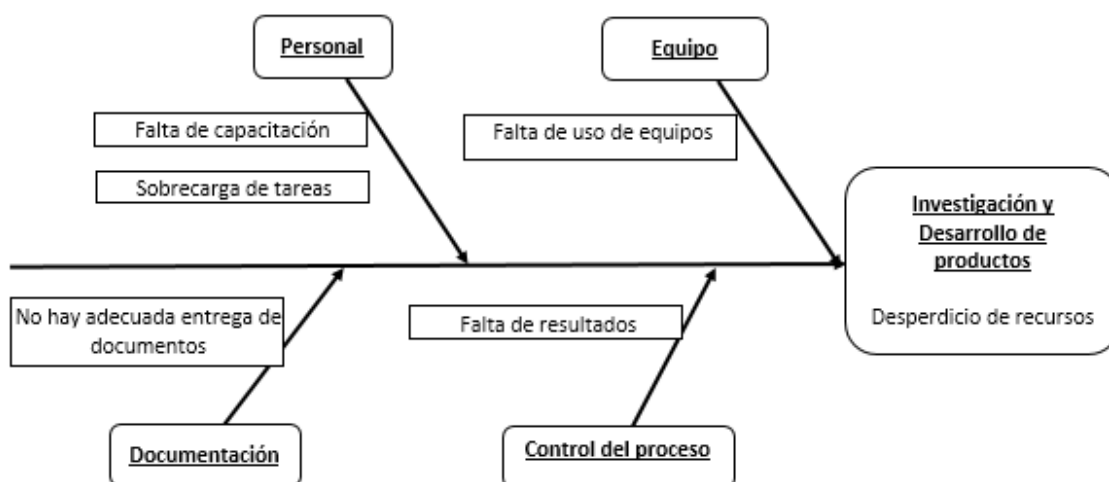 Personal
Equipo
Falta de capacitación
Falta de uso de equipos
Sobrecarga de tareas
Investigación y
Desarrollo de
productos
Desperdicio de recursos
No hay adecuada entrega de
documentos
Falta de resultados
Documentación
Control del proceso